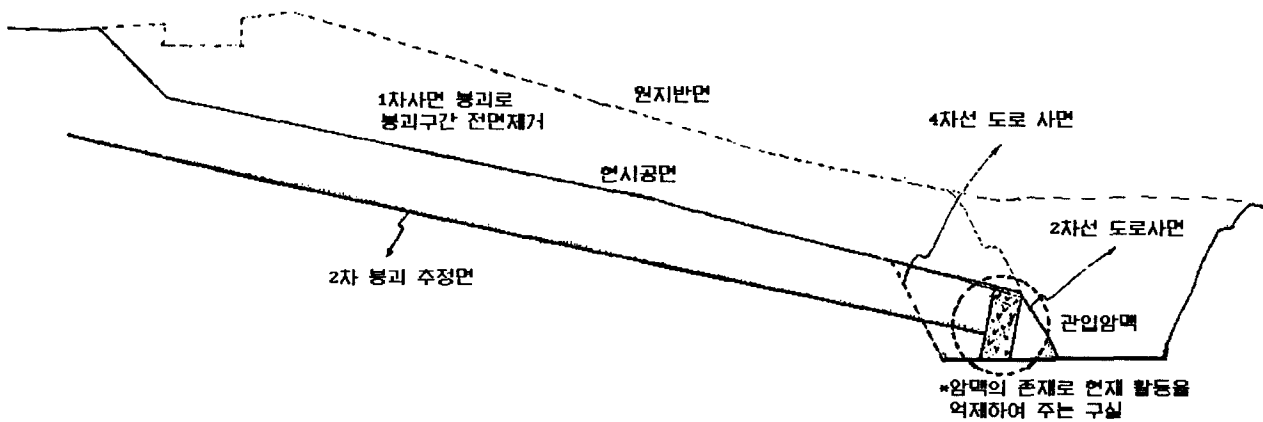 1차사면 붕괴로
붕괴구간 전면제거
원지반면
4차선 도로 사면
현시공면
2차선 도로사면
2차 붕괴 추정면
관입암맥
*암맥의 존재로 현재 활동을
억제하여 주는 구실